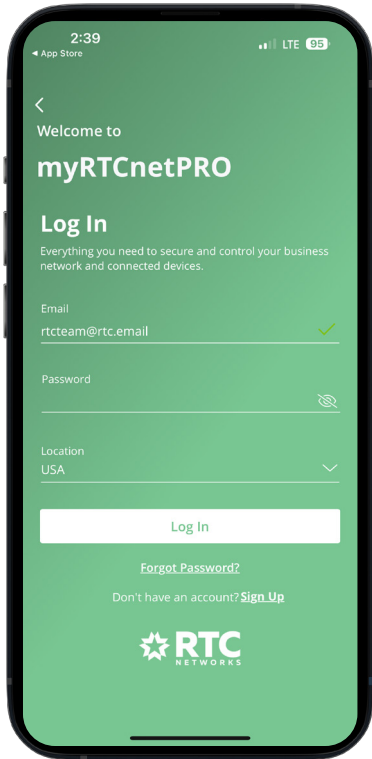 2:39
LTE 95
◄ App Store
Welcome to
myRTCnetPRO
Log In
Everything you need to secure and control your business
network and connected devices.
Email
rtcteam@rtc.email
Password
Location
USA
Log In
Forgot Password?
Don't have an account? Sign Up
RTC
NETWORKS